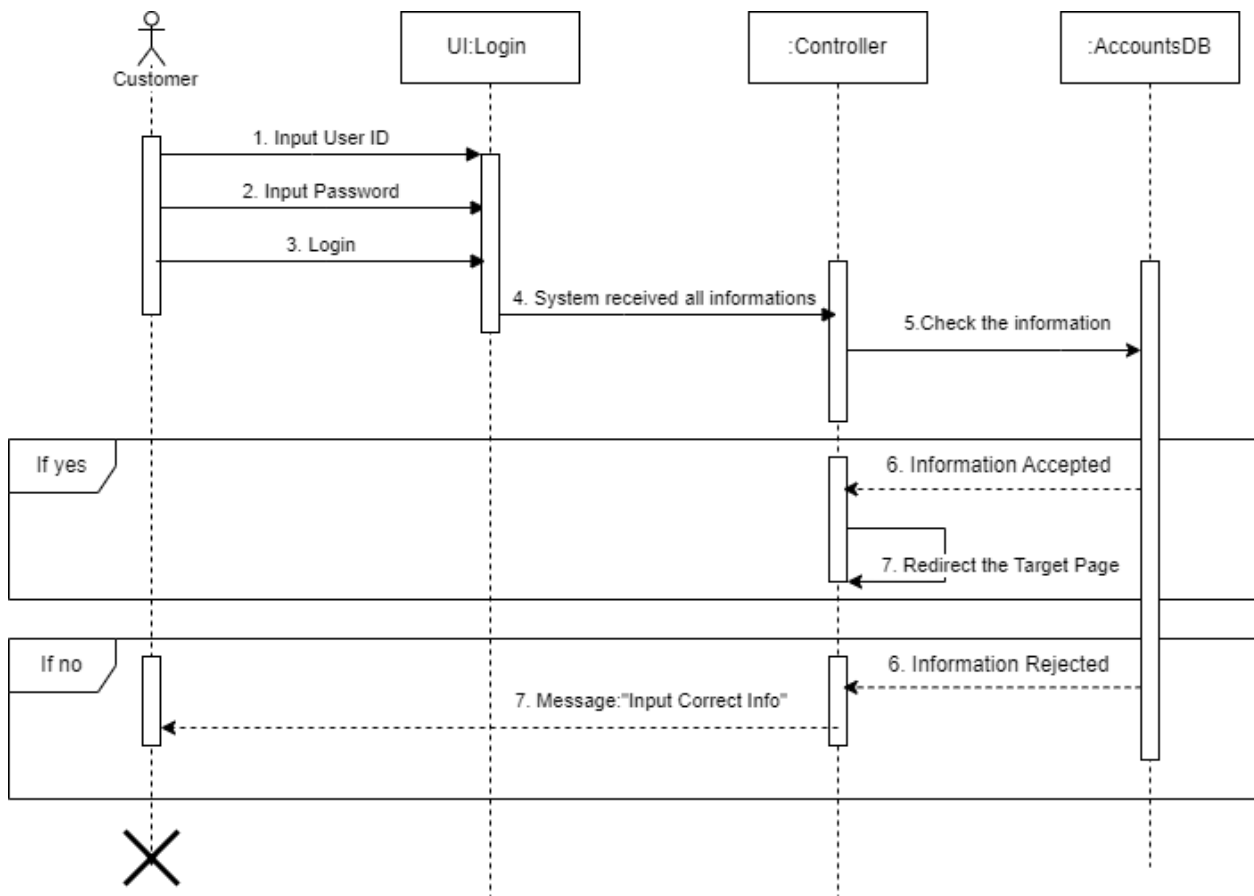 Customer
UI:Login
:Controller
:AccountsDB
1. Input User ID
2. Input Password
3. Login
4. System received all informations
5.Check the information
If yes
6. Information Accepted
7. Redirect the Target Page
If no
6. Information Rejected
7. Message:"Input Correct Info"